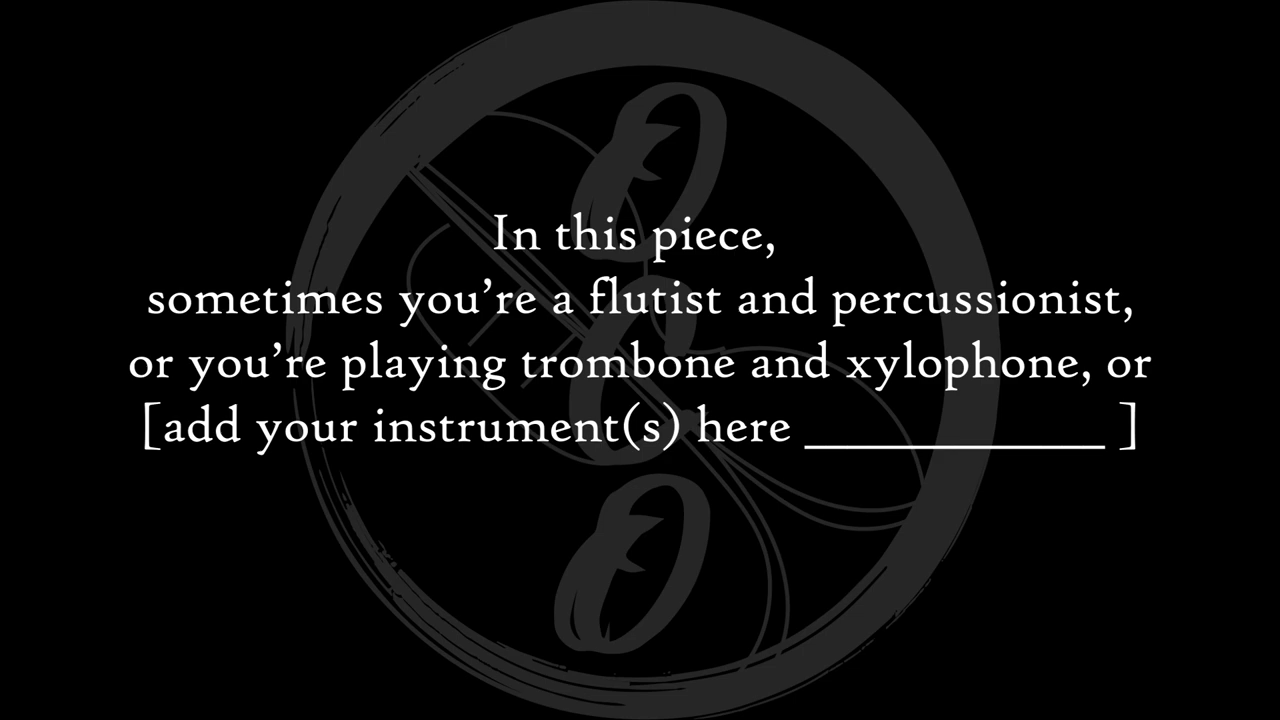 In this piece,
sometimes you’re a flutist and percussionist,
or you’re playing trombone and xylophone, or
[add your instrument(s) here ____________ ]